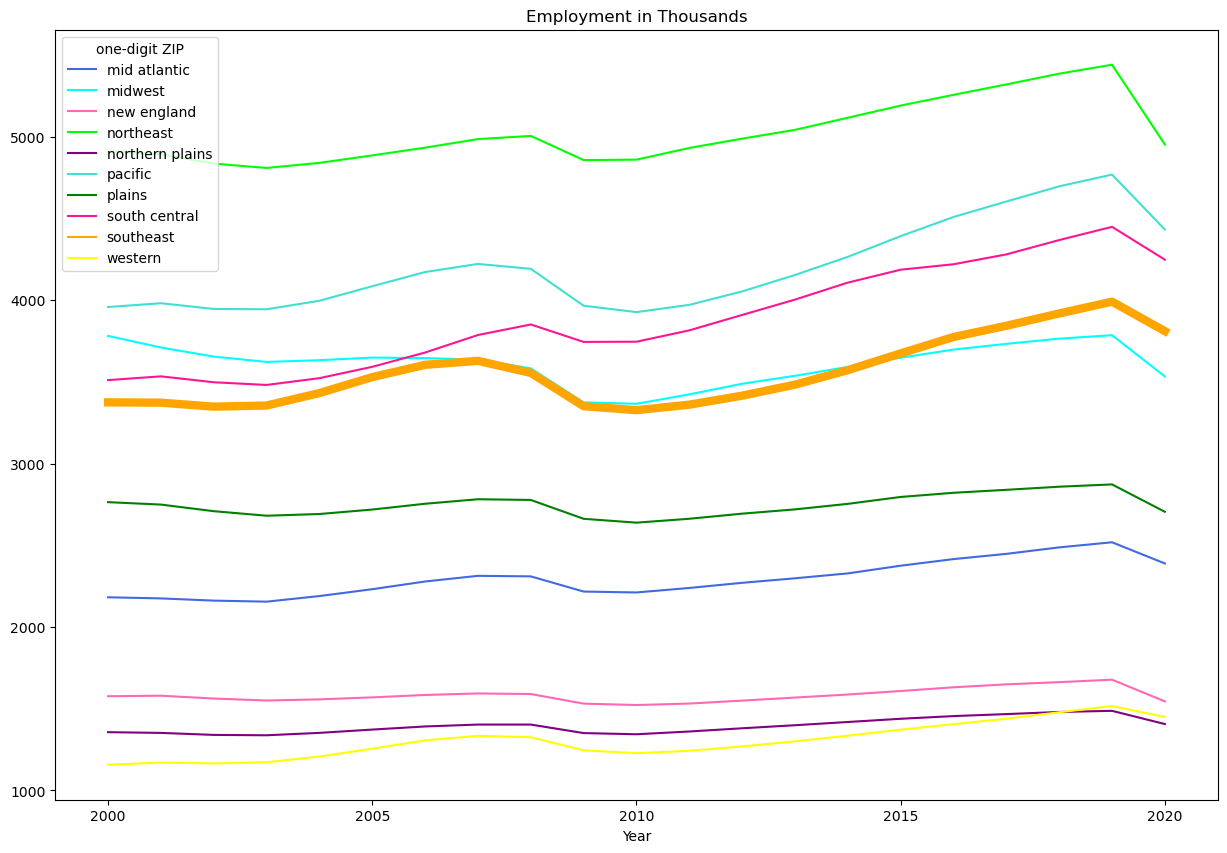 Employment in Thousands
one-digit ZIP
mid atlantic
midwest
new england
northeast
northern plains
pacific
plains
south central
southeast
western
5000
4000
3000
2000
1000
2000
2005
2010
2015
2020
Year